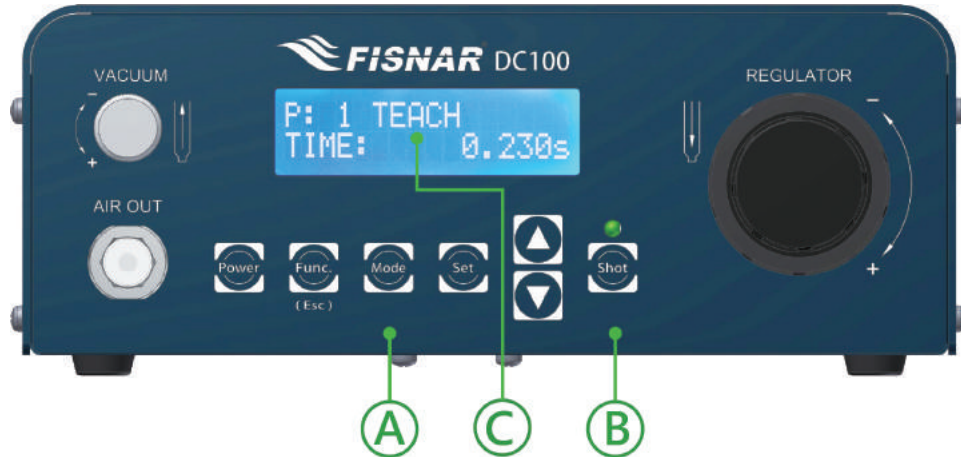 FISNAR DC100
VACUUM
REGULATOR
P: 1 TEACH
TIME: 0.230s
AIR OUT
Power
Func.
(Esc)
Mode
Set
Shot
A
C
B